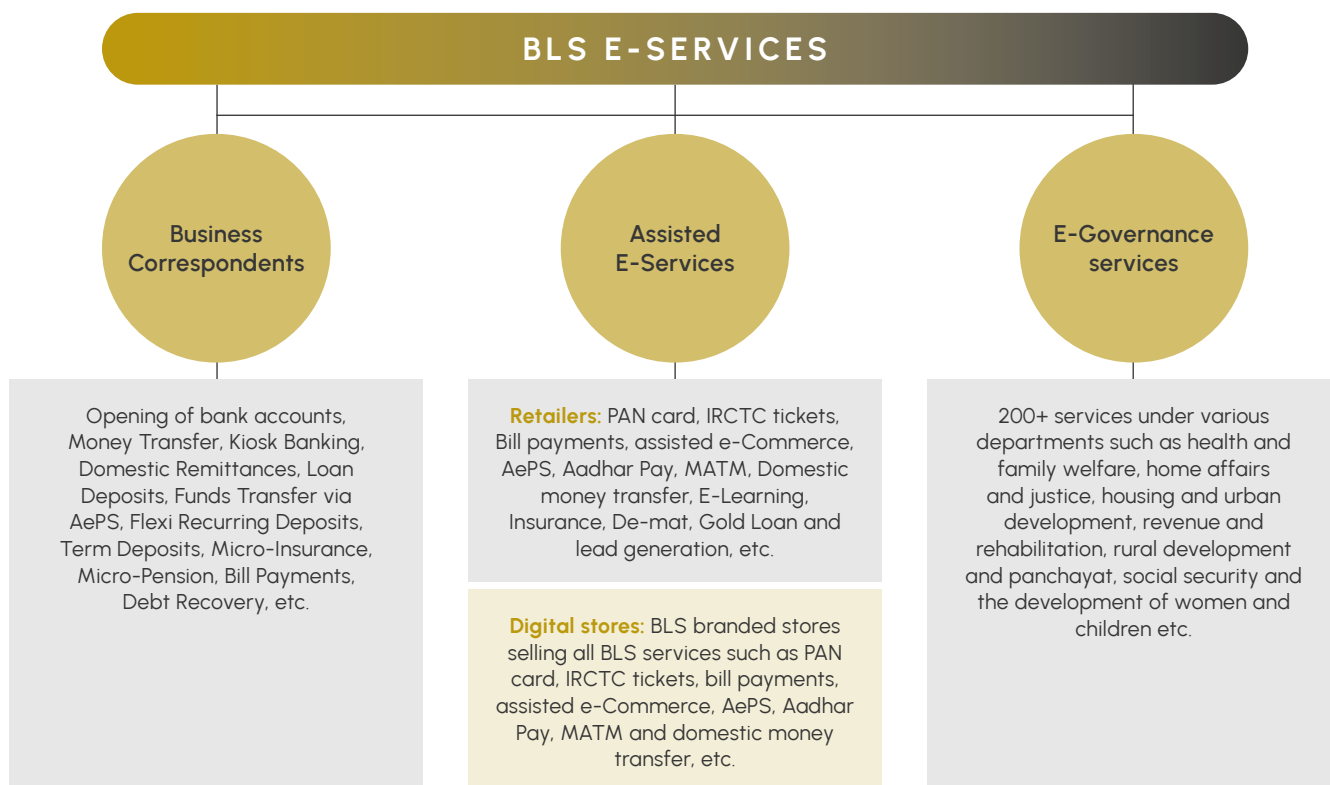 BLS E-SERVICES
Business
Correspondents
Opening of bank accounts,
Money Transfer, Kiosk Banking,
Domestic Remittances, Loan
Deposits, Funds Transfer via
AePS, Flexi Recurring Deposits,
Term Deposits, Micro-Insurance,
Micro-Pension, Bill Payments,
Debt Recovery, etc.
Assisted
E-Services
Retailers: PAN card, IRCTC tickets,
Bill payments, assisted e-Commerce,
AePS, Aadhar Pay, MATM, Domestic
money transfer, E-Learning,
Insurance, De-mat, Gold Loan and
lead generation, etc.
Digital stores: BLS branded stores
selling all BLS services such as PAN
card, IRCTC tickets, bill payments,
assisted e-Commerce, AePS, Aadhar
Pay, MATM and domestic money
transfer, etc.
E-Governance
services
200+ services under various
departments such as health and
family welfare, home affairs
and justice, housing and urban
development, revenue and
rehabilitation, rural development
and panchayat, social security and
the development of women and
children etc.